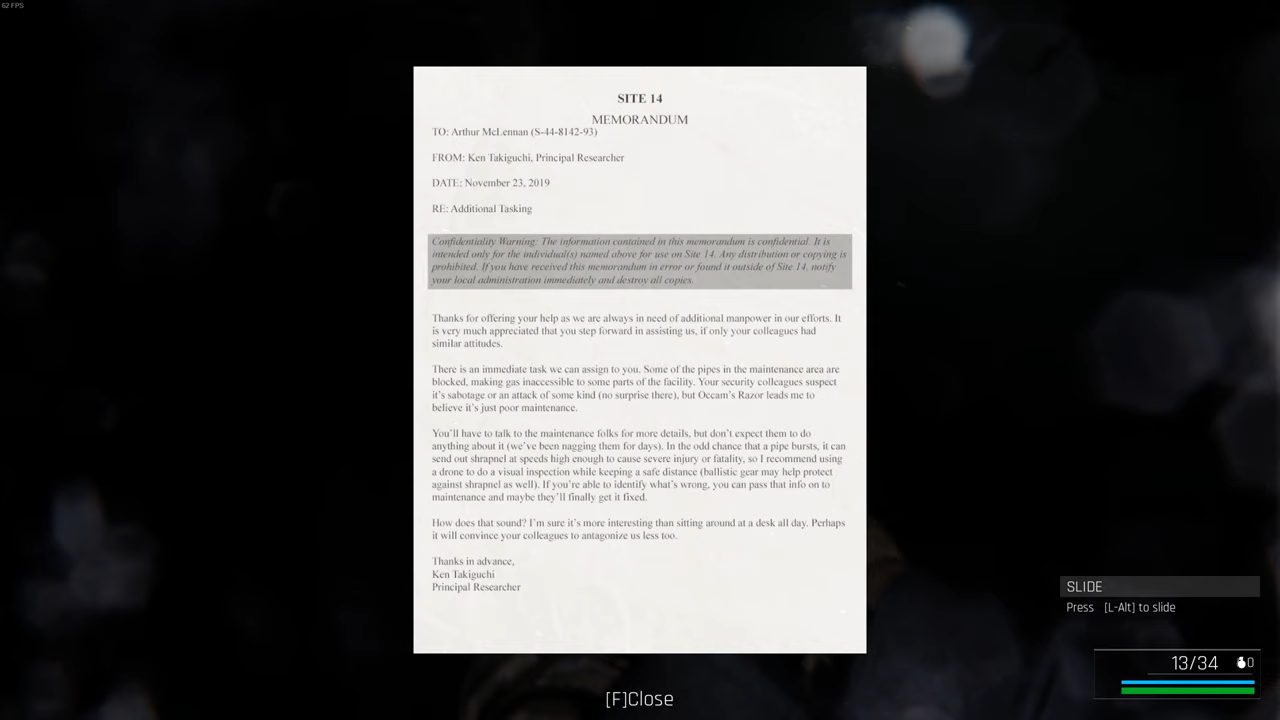 62 FPS
SITE 14
MEMORANDUM
TO: Arthur McLennan (S-44-8142-93)
FROM: Ken Takiguchi, Principal Researcher
DATE: November 23, 2019
RE: Additional Tasking
Confidentiality Warning: The information contained in this memorandum is confidential. It is
intended only for the individual(s) named above for use on Site 14. Any distribution or copying is
prohibited. If you have received this memorandum in error or found it outside of Site 14, notify
your local administration immediately and destroy all copies.
Thanks for offering your help as we are always in need of additional manpower in our efforts. It
is very much appreciated that you step forward in assisting us, if only your colleagues had
similar attitudes.
There is an immediate task we can assign to you. Some of the pipes in the maintenance area are
blocked, making gas inaccessible to some parts of the facility. Your security colleagues suspect
it's sabotage or an attack of some kind (no surprise there), but Occam's Razor leads me to
believe it's just poor maintenance.
You'll have to talk to the maintenance folks for more details, but don't expect them to do
anything about it (we've been nagging them for days). In the odd chance that a pipe bursts, it can
send out shrapnel at speeds high enough to cause severe injury or fatality, so I recommend using
a drone to do a visual inspection while keeping a safe distance (ballistic gear may help protect
against shrapnel as well). If you're able to identify what's wrong, you can pass that info on to
maintenance and maybe they'll finally get it fixed.
How does that sound? I'm sure it's more interesting than sitting around at a desk all day. Perhaps
it will convince your colleagues to antagonize us less too.
Thanks in advance,
Ken Takiguchi
Principal Researcher
SLIDE
Press [L-Alt] to slide
13/34 0
[F]Close